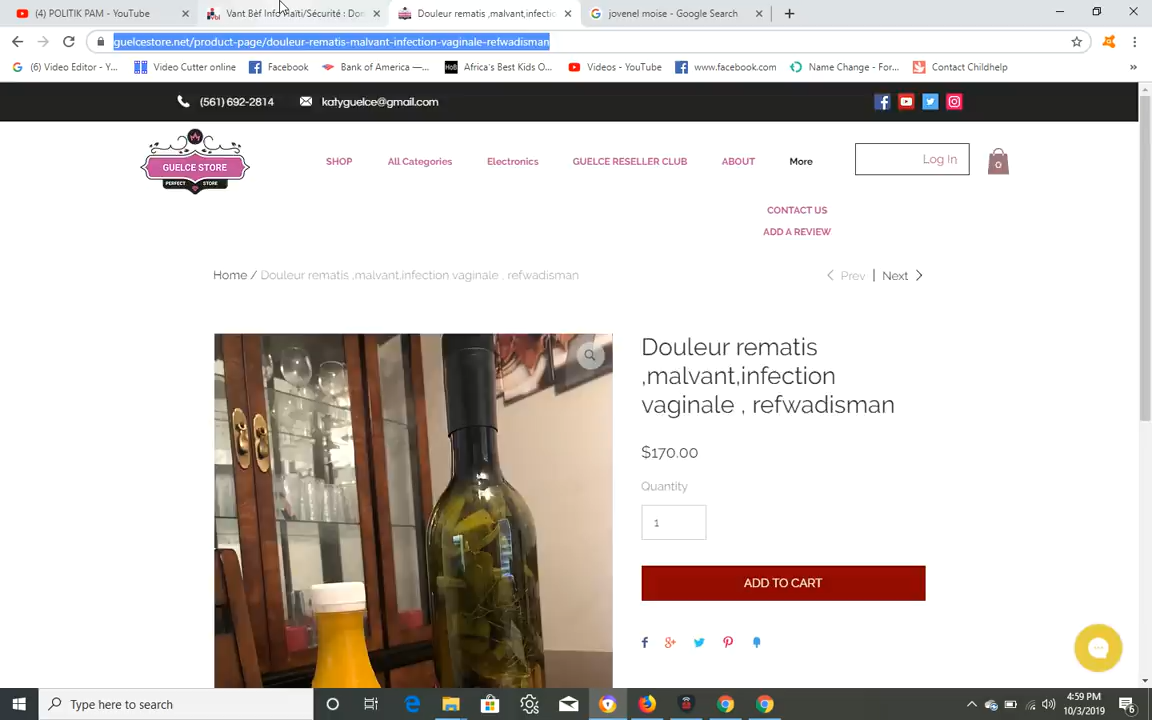 (4) POLITIK PAM - YouTube
Vant Bèf Info Haïti/Sécurité : Don
Douleur rematis ,malvant,infectio
jovenel moise - Google Search
guelcestore.net/product-page/douleur-rematis-malvant-infection-vaginale-refwadisman
(6) Video Editor - Y...
Video Cutter online
Facebook
Bank of America —...
Africa's Best Kids O...
Videos - YouTube
www.facebook.com
Name Change - For...
Contact Childhelp
(561) 692-2814
katyguelce@gmail.com
GUELCE STORE
PERFECT STORE
SHOP
All Categories
Electronics
GUELCE RESELLER CLUB
ABOUT
More
Log In
0
CONTACT US
ADD A REVIEW
Home / Douleur rematis ,malvant,infection vaginale , refwadisman
Prev | Next
Douleur rematis
,malvant,infection
vaginale , refwadisman
$170.00
Quantity
1
ADD TO CART
Type here to search
4:59 PM
10/3/2019
6